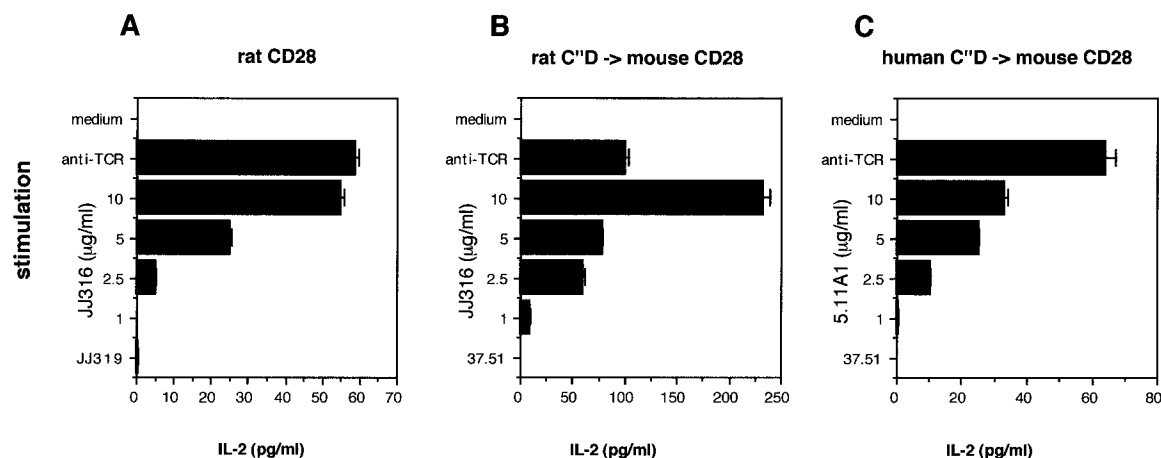 A
B
C
rat CD28
rat C"D -> mouse CD28
human C"D -> mouse CD28
stimulation
medium
anti-TCR
JJ316 (µg/ml)
10
5
2.5
1
JJ319
0 10 20 30 40 50 60 70
IL-2 (pg/ml)
medium
anti-TCR
JJ316 (µg/ml)
10
5
2.5
1
37.51
0 50 100 150 200 250
IL-2 (pg/ml)
medium
anti-TCR
5.11A1 (µg/ml)
10
5
2.5
1
37.51
0 20 40 60 80
IL-2 (pg/ml)